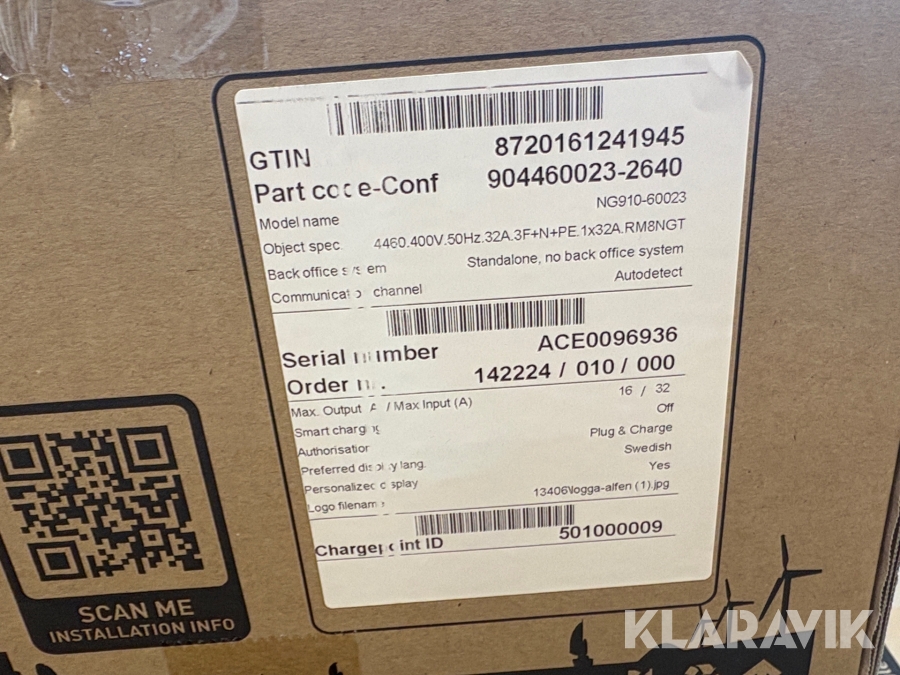 GTIN 8720161241945
Part code-Conf 904460023-2640
Model name NG910-60023
Object spec. 4460.400V.50Hz.32A.3F+N+PE.1x32A.RM8NGT
Back office system Standalone, no back office system
Communication channel Autodetect
Serial number ACE0096936
Order nr. 142224 / 010 / 000
Max. Output A / Max Input (A) 16 / 32
Smart charging Off
Authorisation Plug & Charge
Preferred display lang. Swedish
Personalized display Yes
Logo filename 13406\logga-alfen (1).jpg
Chargepoint ID 501000009
SCAN ME
INSTALLATION INFO
KLARAVIK